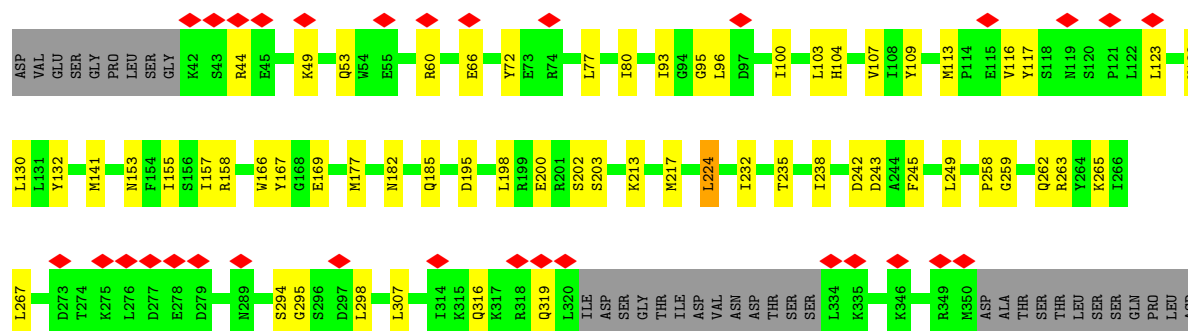 ASP VAL GLU SER GLY PRO LEU SER GLY K42 S43 R44 E45 K49 Q53 W54 E55 R60 E66 Y72 E73 R74 L77 I80 I93 G94 G95 L96 D97 I100 L103 H104 V107 I108 Y109 M113 P114 E115 V116 Y117 S118 N119 S120 P121 L122 L123
L130 L131 Y132 M141 N153 F154 I155 S156 I157 R158 W166 Y167 G168 E169 M177 N182 Q185 D195 L198 R199 E200 R201 S202 S203 K213 M217 L224 I232 T235 I238 D242 D243 A244 F245 L249 P258 G259 Q262 R263 Y264 K265 I266
L267 D273 T274 K275 L276 D277 E278 D279 N289 S294 G295 S296 D297 L298 L307 I314 K315 Q316 K317 R318 Q319 L320 ILE ASP SER GLY THR ILE ASP VAL ASN ASP THR SER SER L334 K335 K346 R349 M350 ASP ALA THR SER THR LEU SER SER GLN PRO LEU